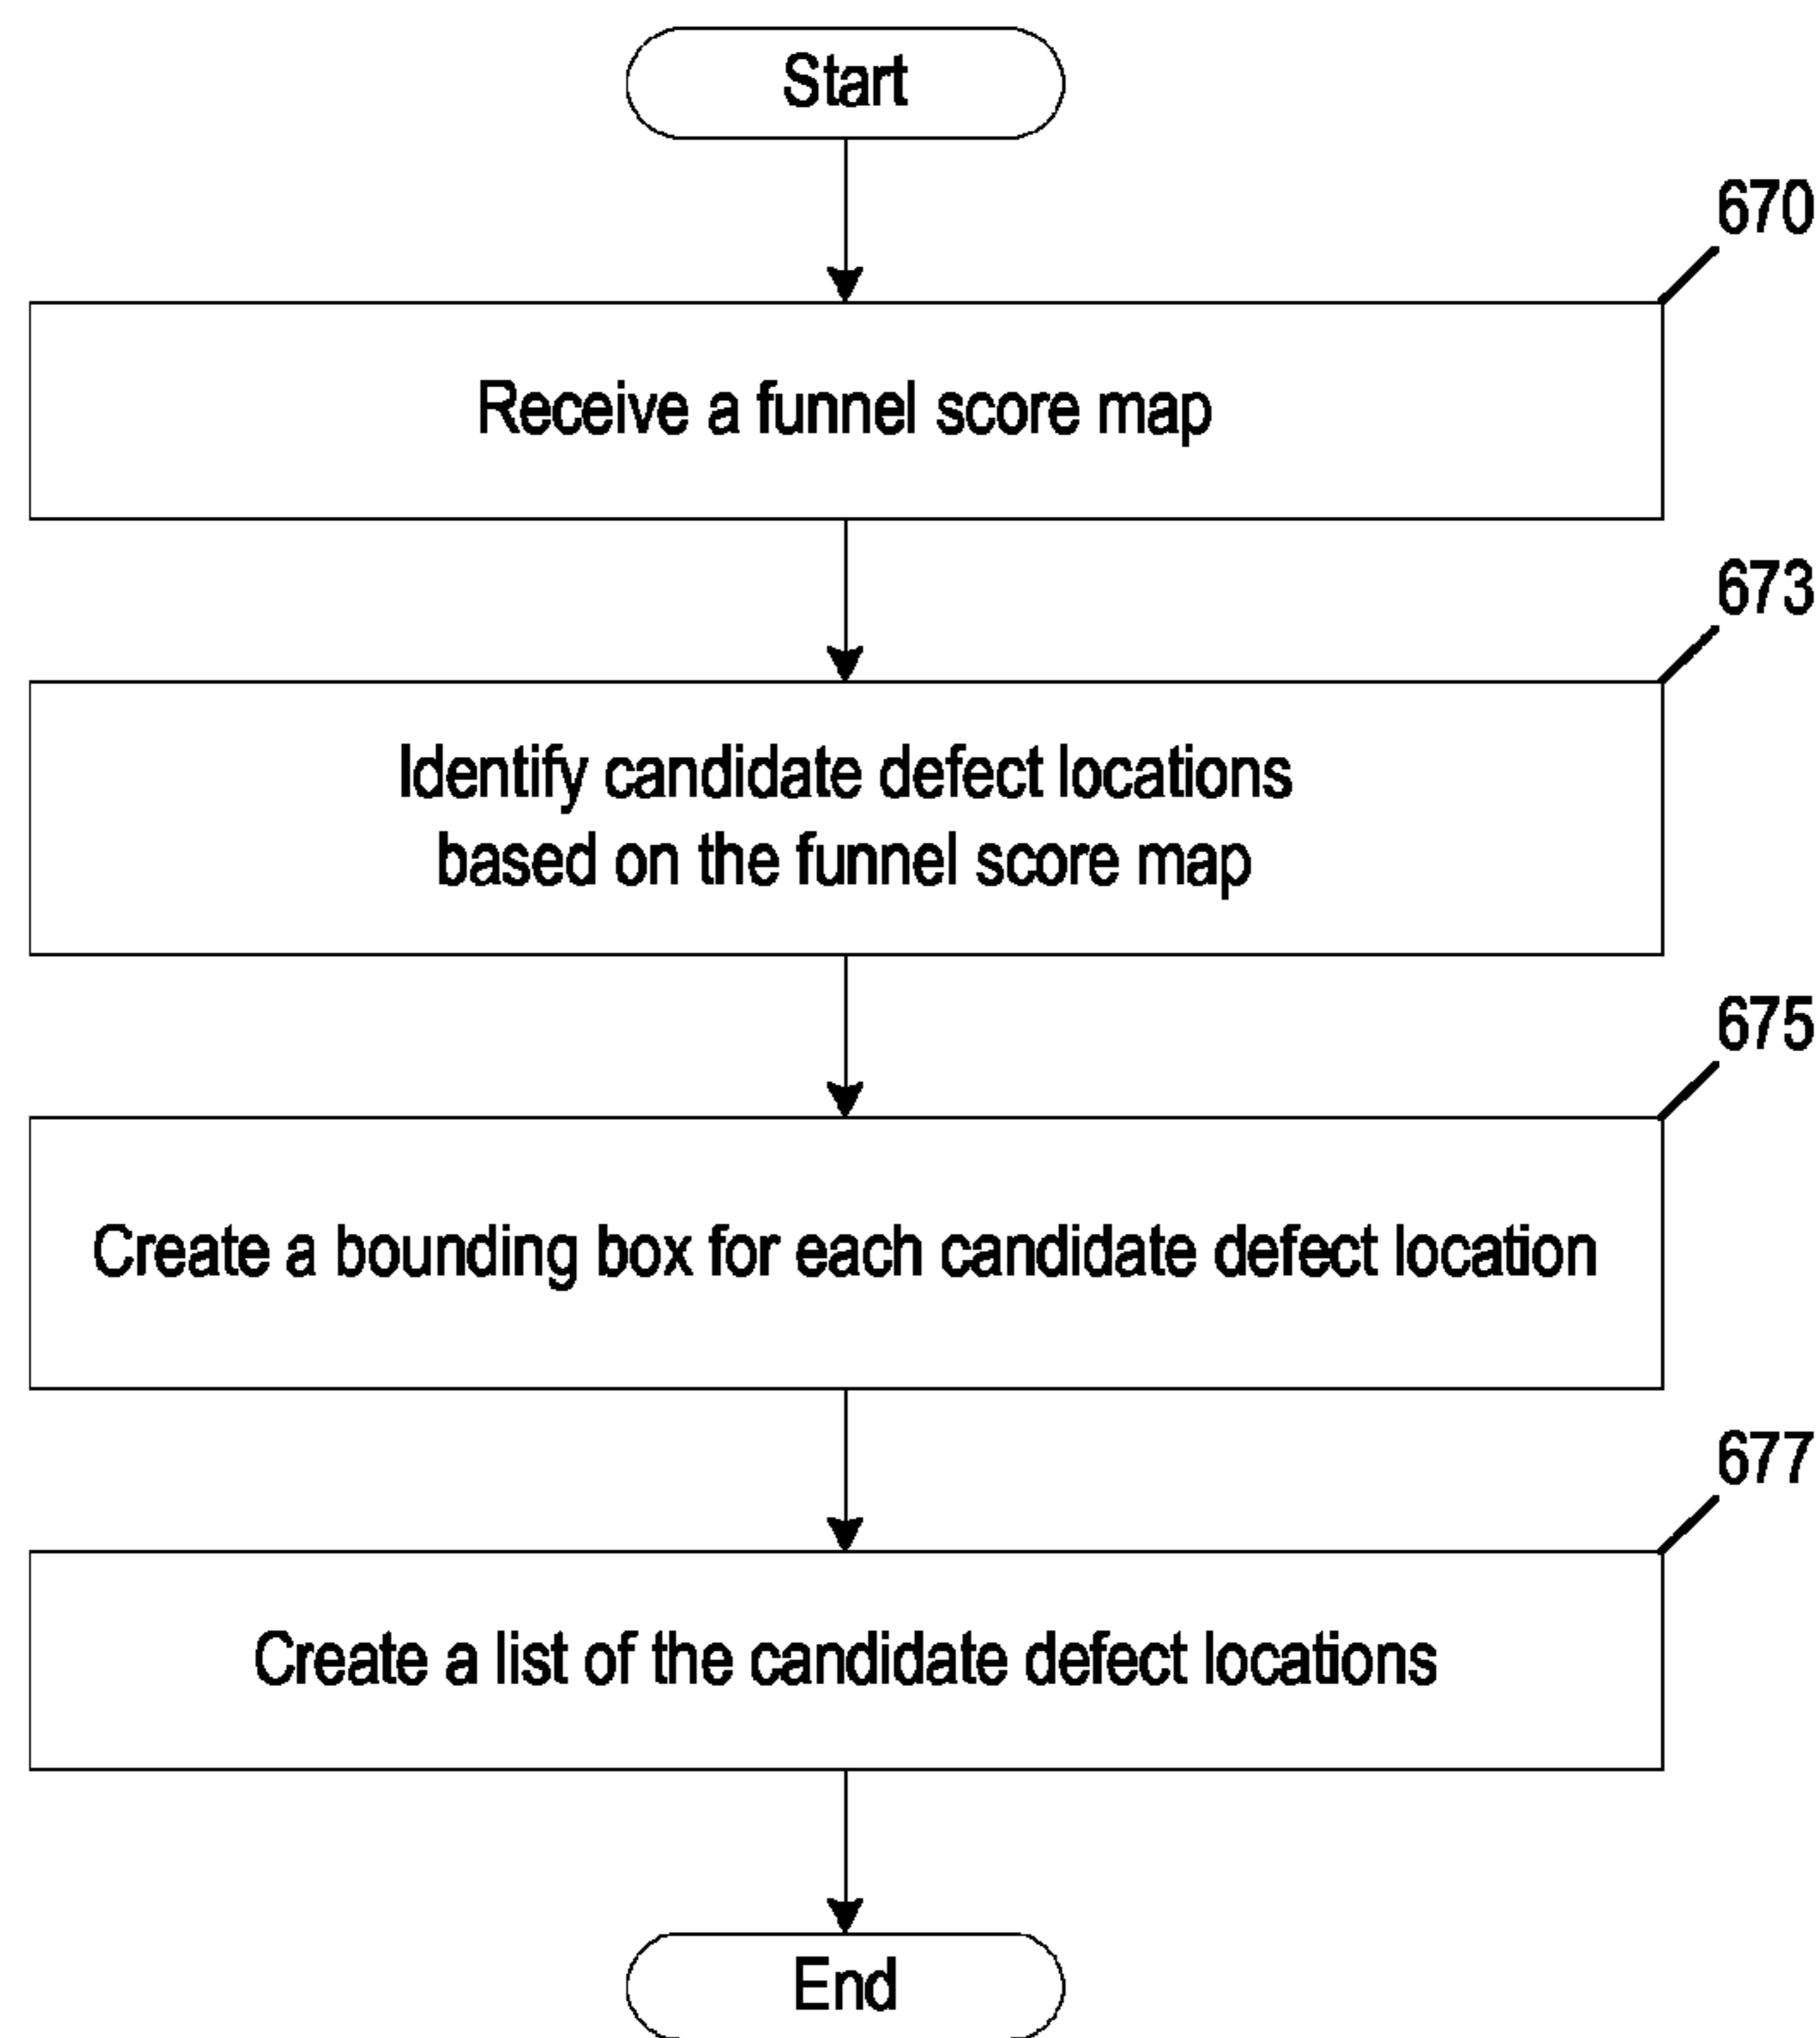 Start
670
Receive a funnel score map
673
Identify candidate defect locations
based on the funnel score map
675
Create a bounding box for each candidate defect location
677
Create a list of the candidate defect locations
End